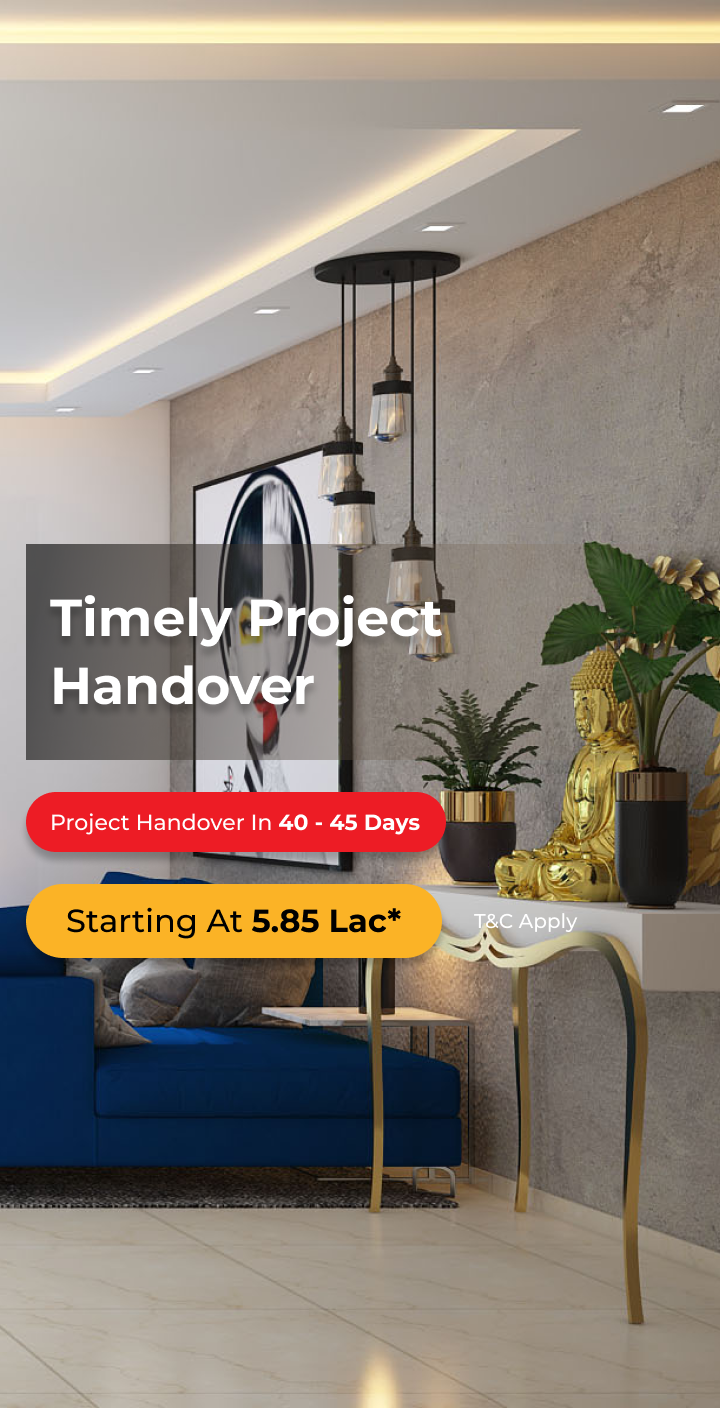 Timely Project
Handover
Project Handover In 40 - 45 Days
Starting At 5.85 Lac*
T&C Apply